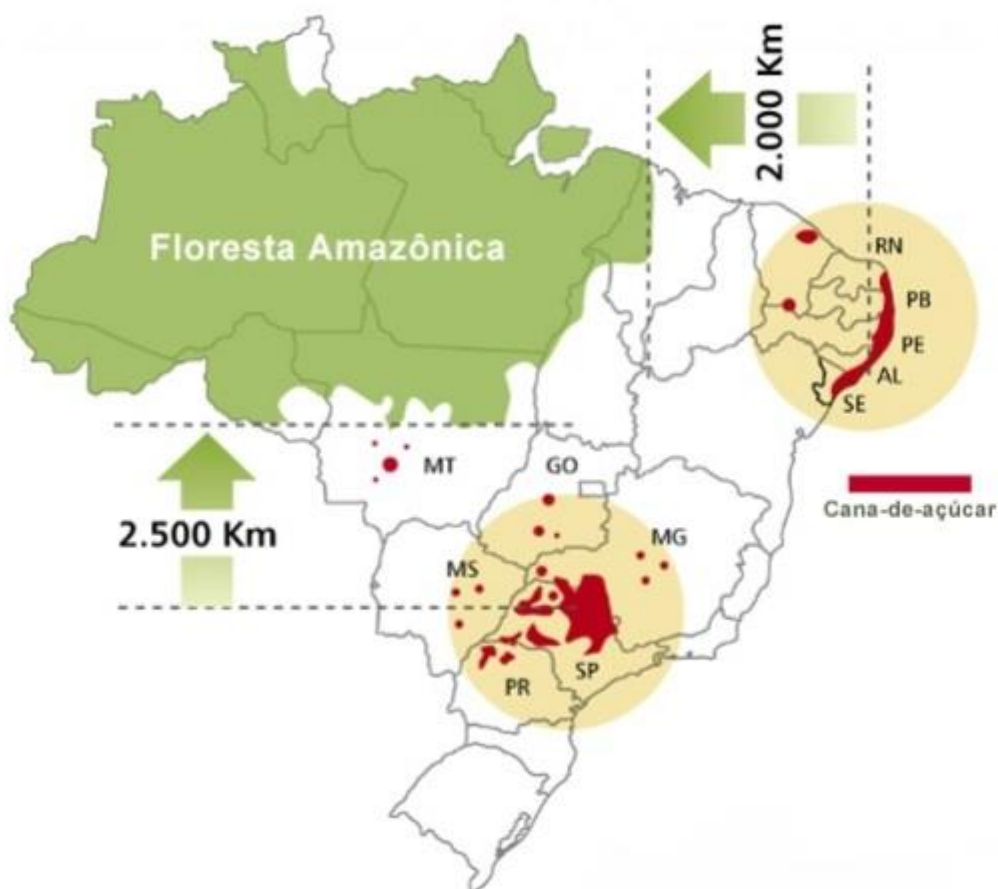 2.000 Km
Floresta Amazônica
RN
PB
PE
AL
SE
MT
GO
Cana-de-açúcar
2.500 Km
MG
MS
SP
PR